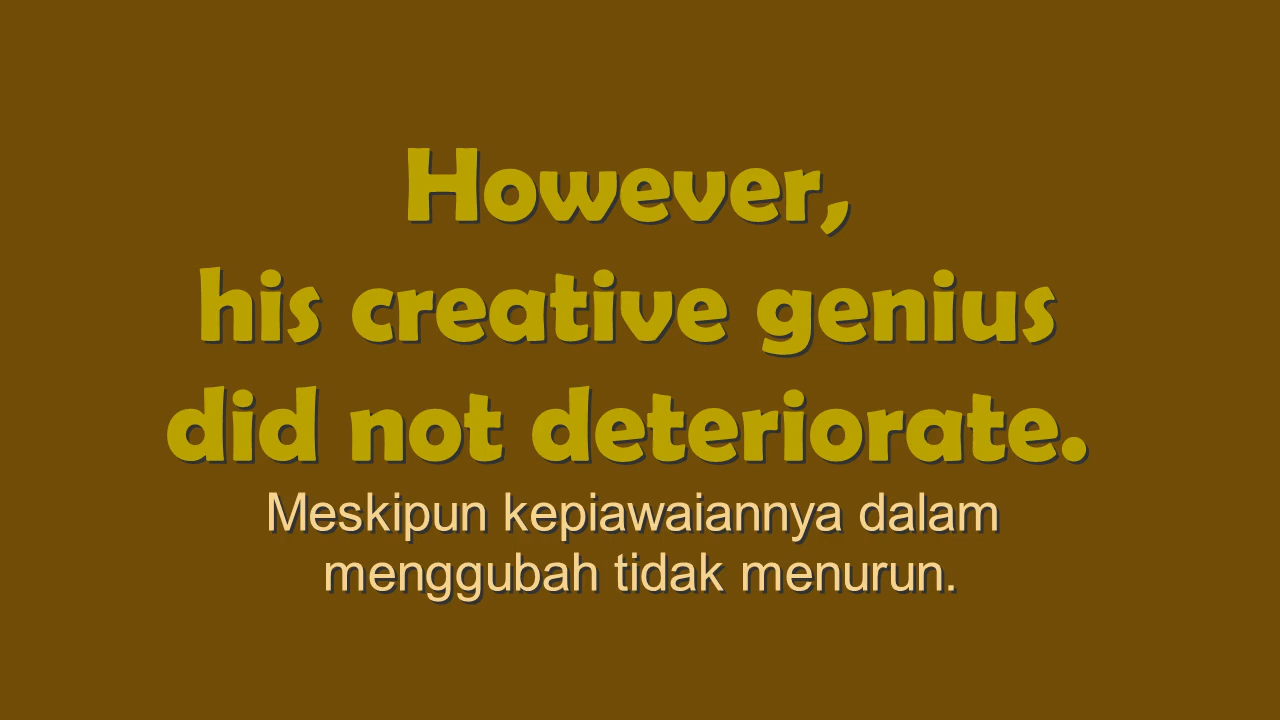 However,
his creative genius
did not deteriorate.
Meskipun kepiawaiannya dalam
menggubah tidak menurun.